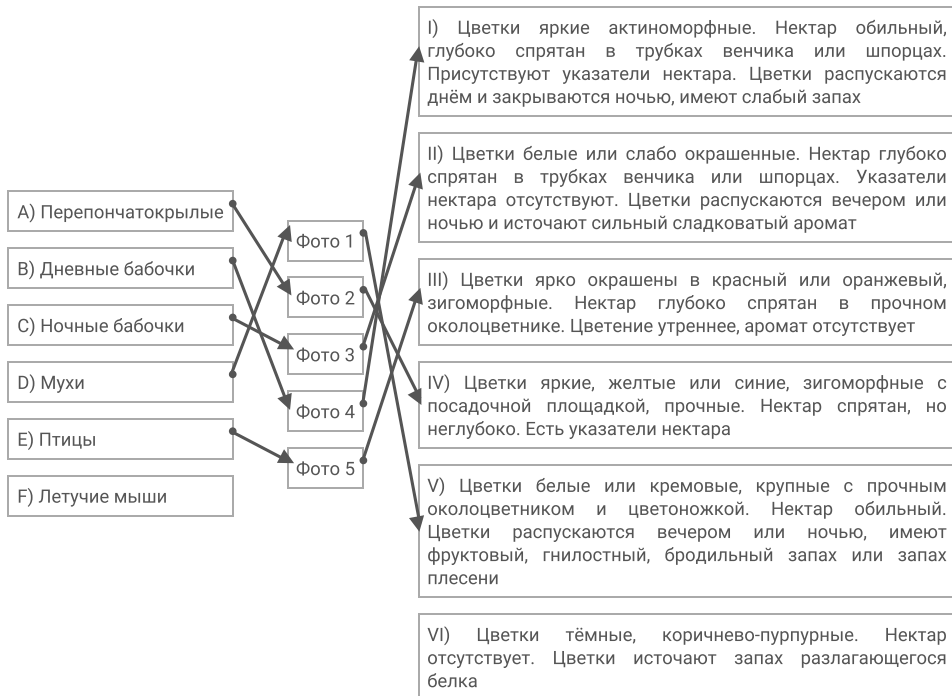 A) Перепончатокрылые
B) Дневные бабочки
C) Ночные бабочки
D) Мухи
E) Птицы
F) Летучие мыши
Фото 1
Фото 2
Фото 3
Фото 4
Фото 5
I) Цветки яркие актиноморфные. Нектар обильный,
глубоко спрятан в трубках венчика или шпорцах.
Присутствуют указатели нектара. Цветки распускаются
днём и закрываются ночью, имеют слабый запах
II) Цветки белые или слабо окрашенные. Нектар глубоко
спрятан в трубках венчика или шпорцах. Указатели
нектара отсутствуют. Цветки распускаются вечером или
ночью и источают сильный сладковатый аромат
III) Цветки ярко окрашены в красный или оранжевый,
зигоморфные. Нектар глубоко спрятан в прочном
околоцветнике. Цветение утреннее, аромат отсутствует
IV) Цветки яркие, желтые или синие, зигоморфные с
посадочной площадкой, прочные. Нектар спрятан, но
неглубоко. Есть указатели нектара
V) Цветки белые или кремовые, крупные с прочным
околоцветником и цветоножкой. Нектар обильный.
Цветки распускаются вечером или ночью, имеют
фруктовый, гнилостный, бродильный запах или запах
плесени
VI) Цветки тёмные, коричнево-пурпурные. Нектар
отсутствует. Цветки источают запах разлагающегося
белка